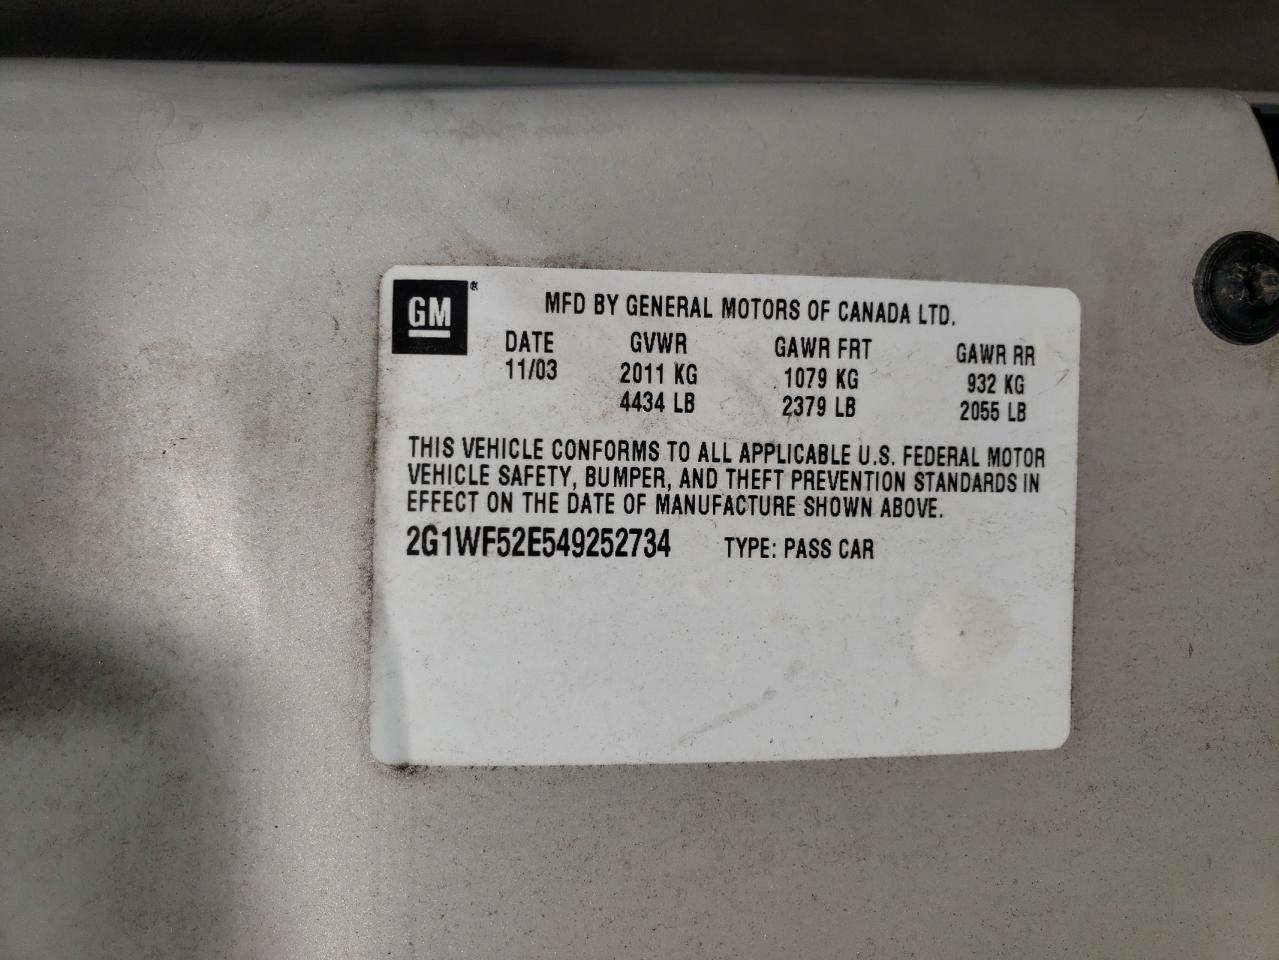 GM®
MFD BY GENERAL MOTORS OF CANADA LTD.
DATE GVWR GAWR FRT GAWR RR
11/03 2011 KG 1079 KG 932 KG
4434 LB 2379 LB 2055 LB
THIS VEHICLE CONFORMS TO ALL APPLICABLE U.S. FEDERAL MOTOR
VEHICLE SAFETY, BUMPER, AND THEFT PREVENTION STANDARDS IN
EFFECT ON THE DATE OF MANUFACTURE SHOWN ABOVE.
2G1WF52E549252734 TYPE: PASS CAR